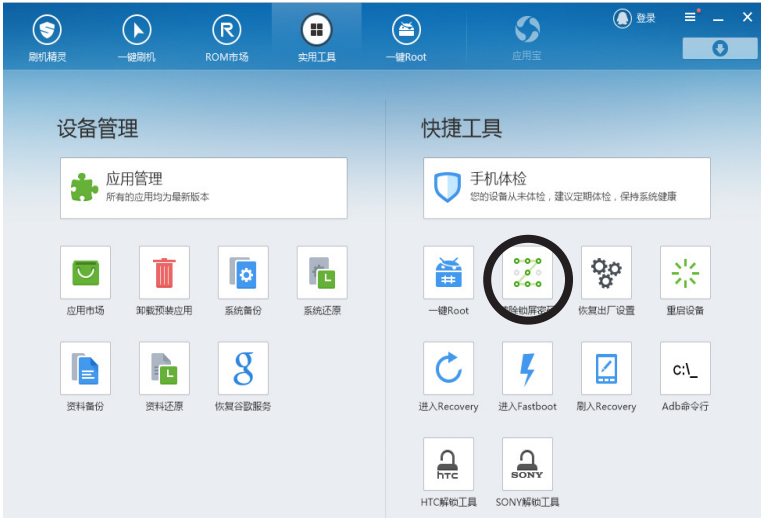 刷机精灵
一键刷机
ROM市场
实用工具
一键Root
应用宝
登录
设备管理
应用管理
所有的应用均为最新版本
应用市场
卸载预装应用
系统备份
系统还原
资料备份
资料还原
恢复谷歌服务
快捷工具
手机体检
您的设备从未体检，建议定期体检，保持系统健康
一键Root
除锁屏密
恢复出厂设置
重启设备
进入Recovery
进入Fastboot
刷入Recovery
C:\_
Adb命令行
hTC
HTC解锁工具
SONY
SONY解锁工具